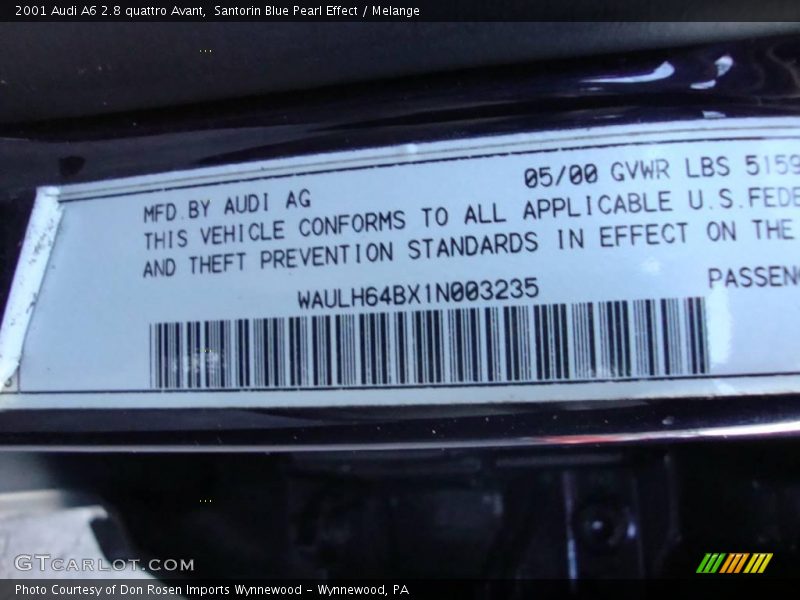 2001 Audi A6 2.8 quattro Avant,  Santorin Blue Pearl Effect / Melange
05/00 GVWR LBS 5159
MFD.BY AUDI AG
THIS VEHICLE CONFORMS TO ALL APPLICABLE U.S.FEDE
AND THEFT PREVENTION STANDARDS IN EFFECT ON THE
WAULH64BX1N003235
PASSENG
GTCARLOT.COM
Photo Courtesy of Don Rosen Imports Wynnewood – Wynnewood, PA